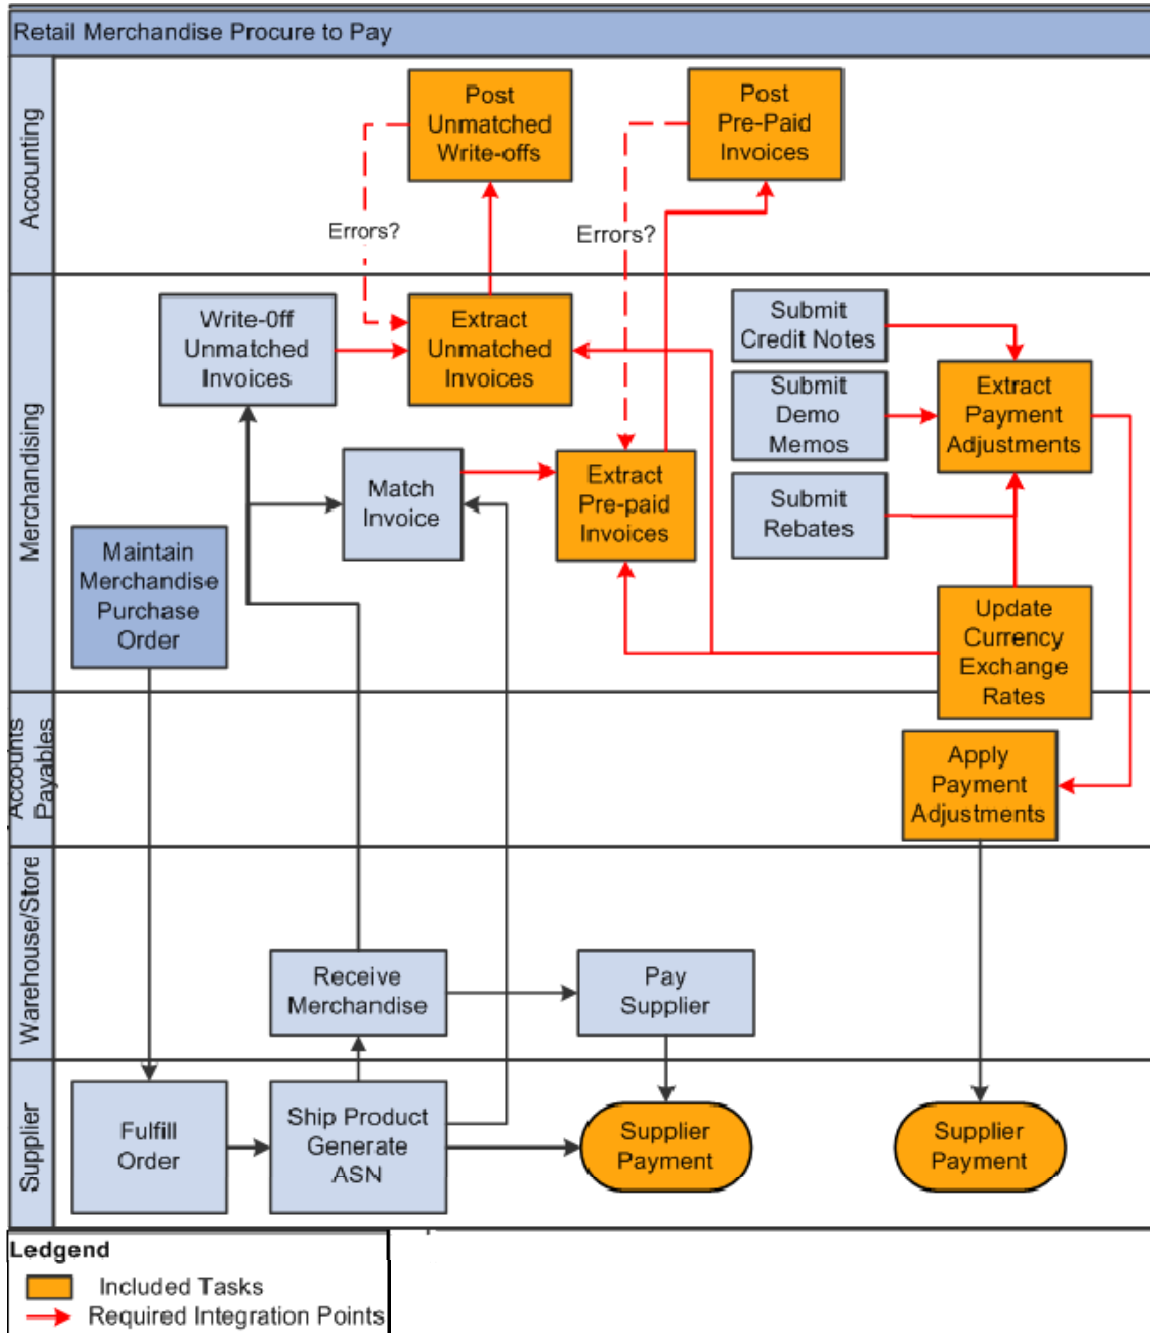 Retail Merchandise Procure to Pay
Accounting
Post
Unmatched
Write-offs
Post
Pre-Paid
Invoices
Errors?
Errors?
Merchandising
Write-Off
Unmatched
Invoices
Extract
Unmatched
Invoices
Submit
Credit Notes
Submit
Demo
Memos
Extract
Payment
Adjustments
Match
Invoice
Extract
Pre-paid
Invoices
Submit
Rebates
Maintain
Merchandise
Purchase
Order
Update
Currency
Exchange
Rates
Accounts
Payables
Apply
Payment
Adjustments
Warehouse/Store
Receive
Merchandise
Pay
Supplier
Supplier
Fulfill
Order
Ship Product
Generate
ASN
Supplier
Payment
Supplier
Payment
Ledgend
Included Tasks
Required Integration Points